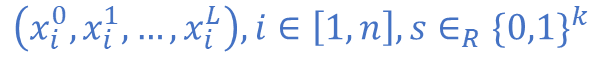 (x_i^0, x_i^1, …, x_i^L), i ∈ [1, n], s ∈_R {0,1}^k